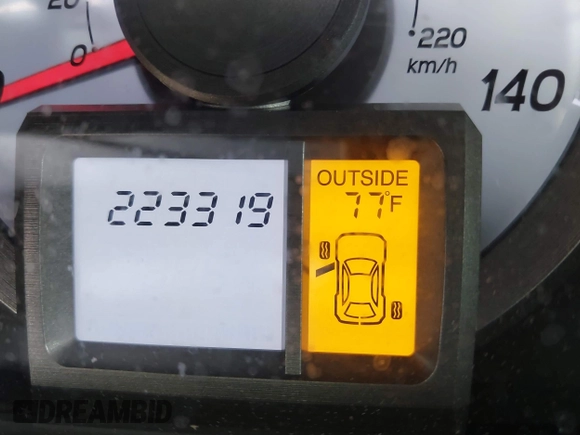 20
0
220
km/h
140
223319
OUTSIDE
77°F
DREAMBID